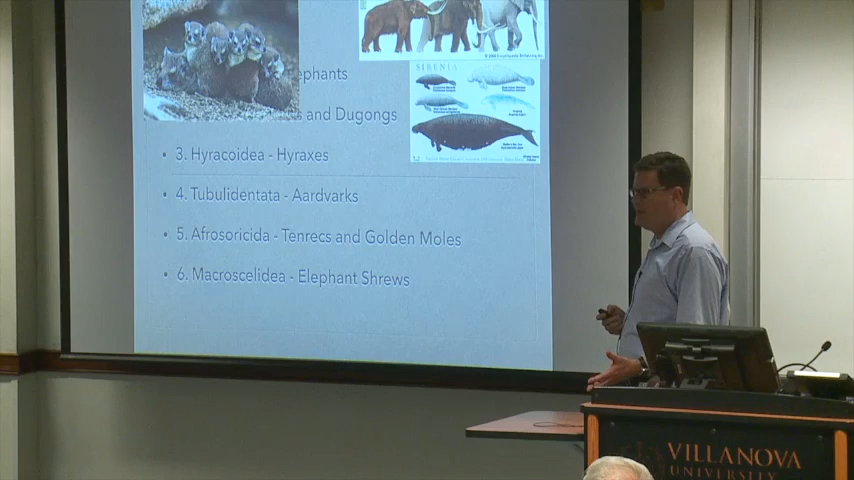 ephants
SIRENIA
s and Dugongs
• 3. Hyracoidea - Hyraxes
• 4. Tubulidentata - Aardvarks
• 5. Afrosoricida - Tenrecs and Golden Moles
• 6. Macroscelidea - Elephant Shrews
VILLANOVA
UNIVERSITY